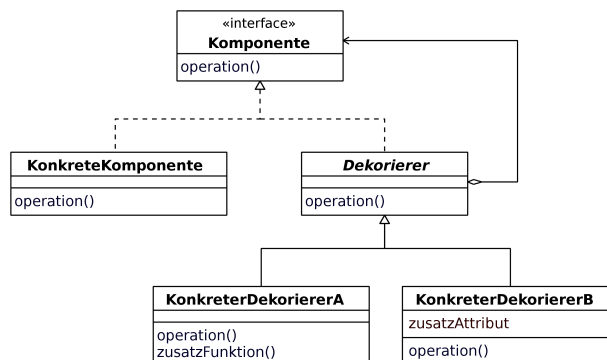 «interface»
Komponente
operation()
KonkreteKomponente
operation()
Dekorierer
operation()
KonkreterDekoriererA
operation()
zusatzFunktion()
KonkreterDekoriererB
zusatzAttribut
operation()